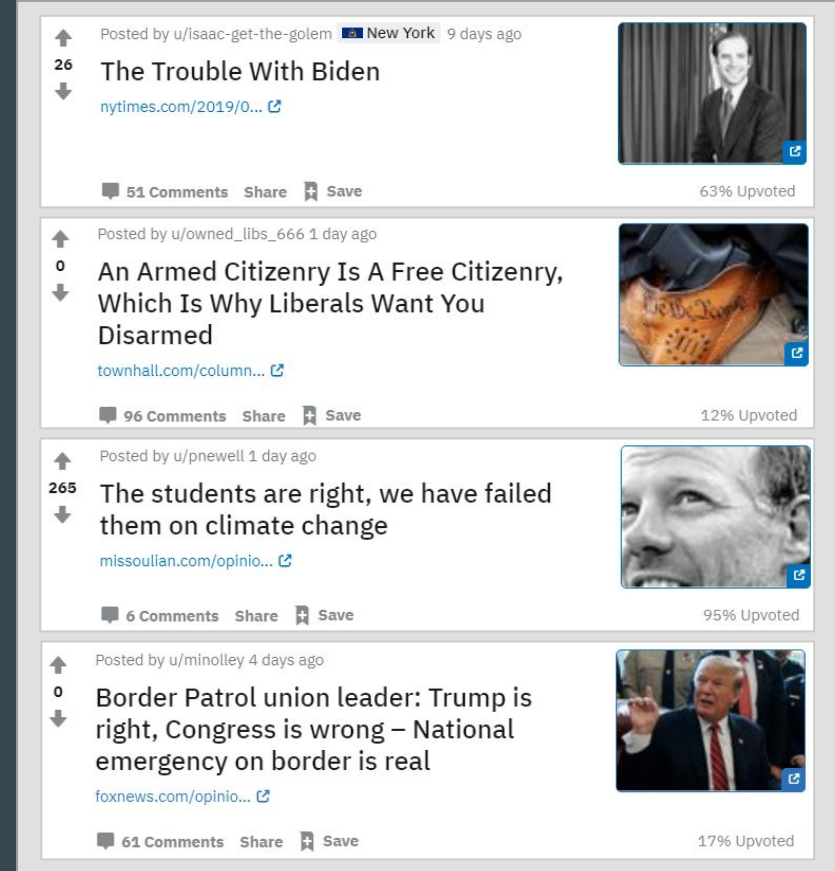 Posted by u/isaac-get-the-golem New York 9 days ago
26
The Trouble With Biden
nytimes.com/2019/0...
51 Comments Share Save
63% Upvoted
Posted by u/owned_libs_666 1 day ago
0
An Armed Citizenry Is A Free Citizenry,
Which Is Why Liberals Want You
Disarmed
We the People
III
townhall.com/column...
96 Comments Share Save
12% Upvoted
Posted by u/pnewell 1 day ago
265
The students are right, we have failed
them on climate change
missoulian.com/opinio...
6 Comments Share Save
95% Upvoted
Posted by u/minolley 4 days ago
0
Border Patrol union leader: Trump is
right, Congress is wrong – National
emergency on border is real
foxnews.com/opinio...
61 Comments Share Save
17% Upvoted